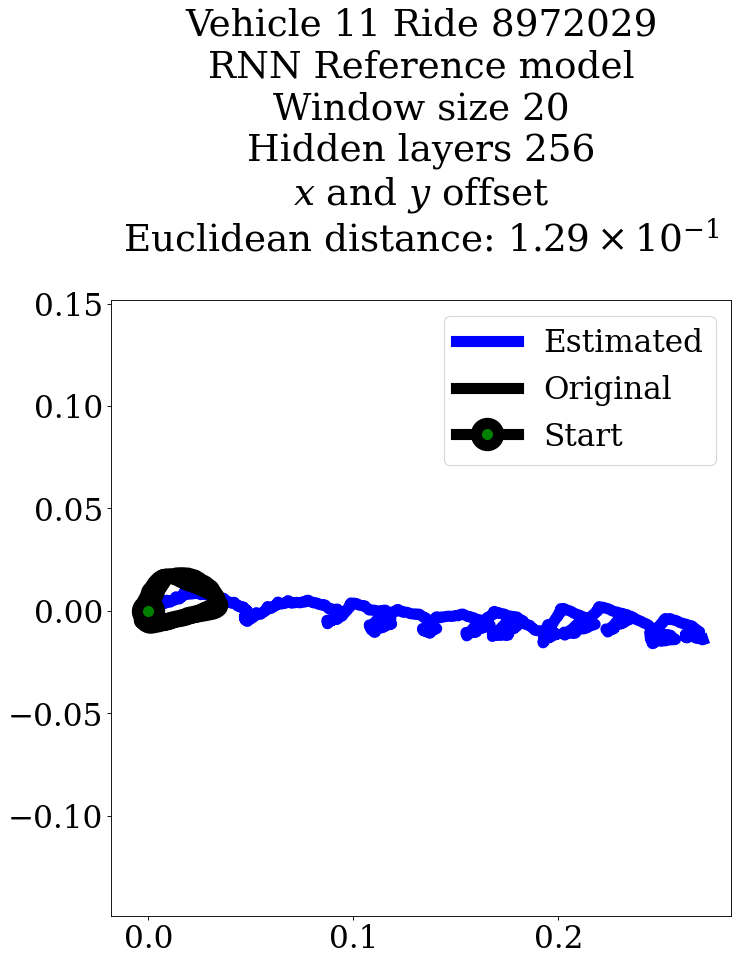 Vehicle 11 Ride 8972029
RNN Reference model
Window size 20
Hidden layers 256
x and y offset
Euclidean distance: 1.29 × 10⁻¹
0.15
Estimated
0.10
Original
Start
0.05
0.00
−0.05
−0.10
0.0 0.1 0.2